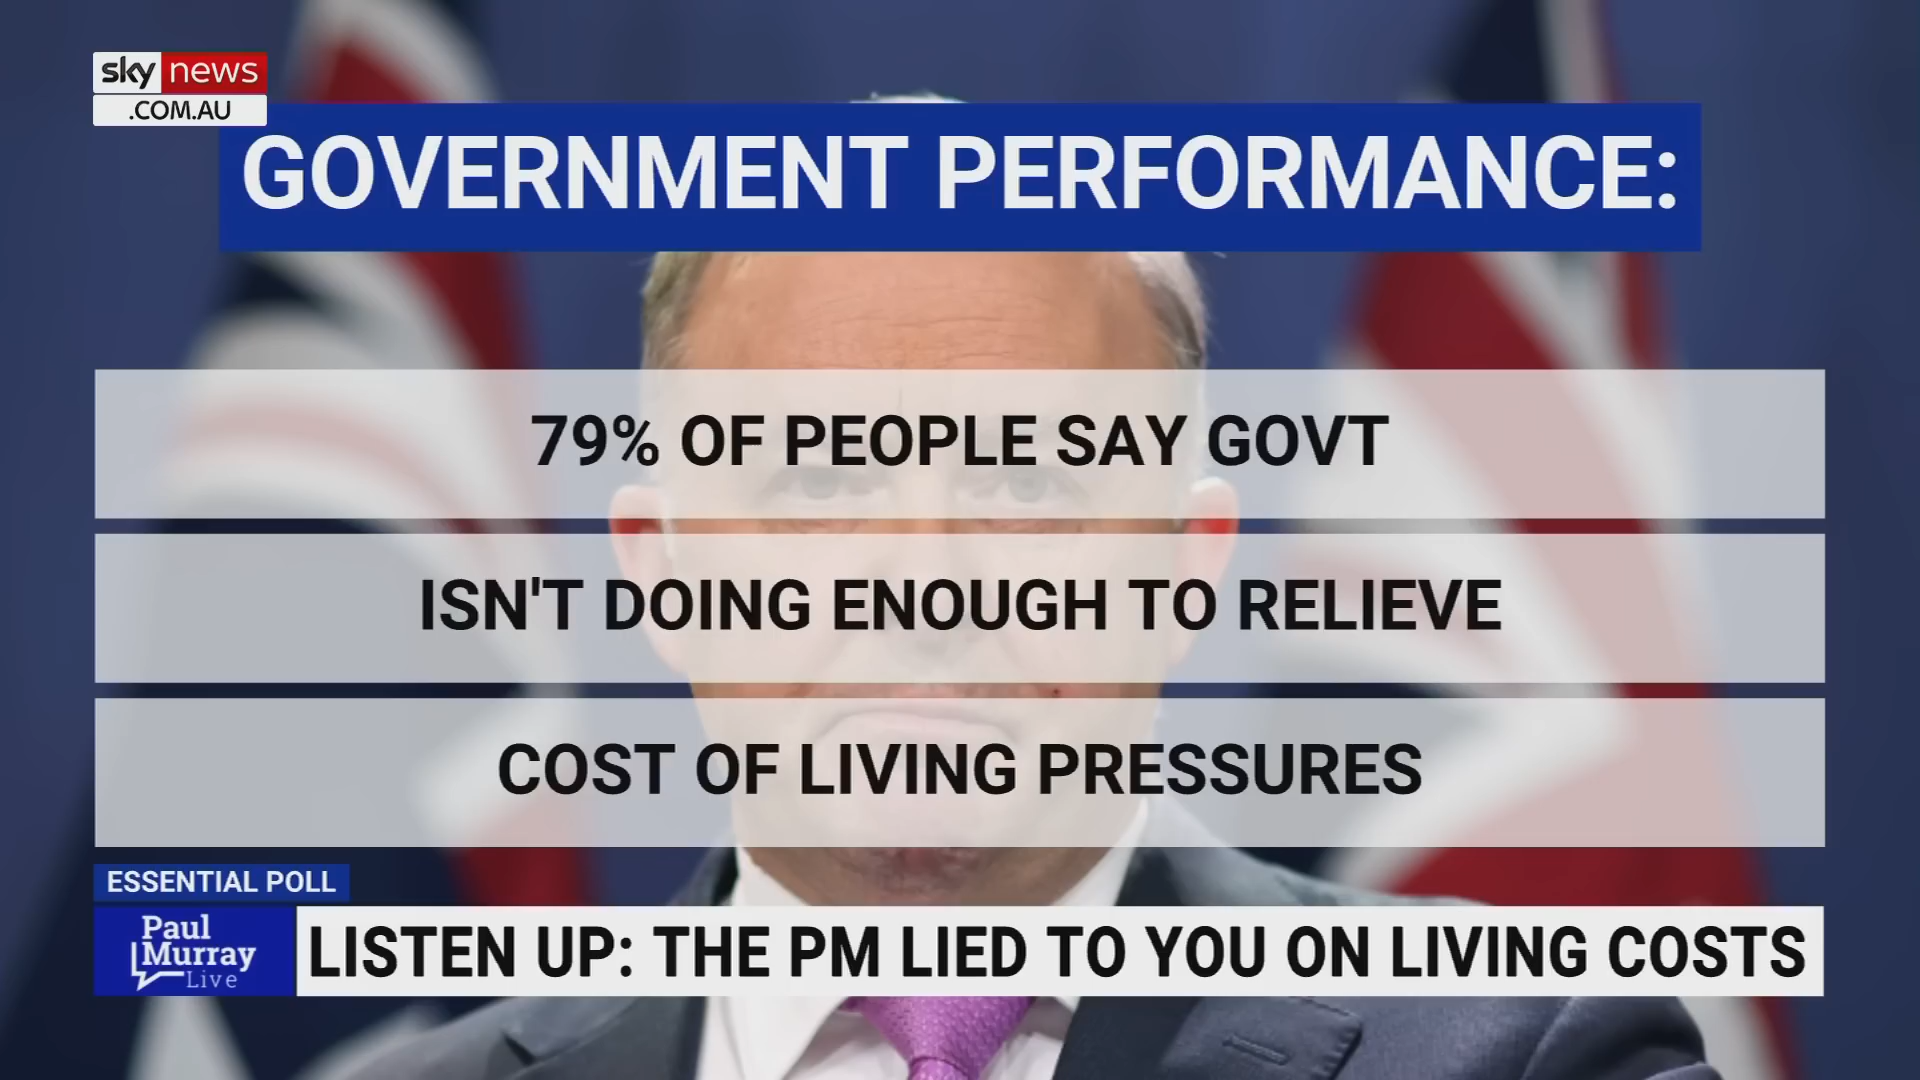 sky news
.COM.AU
GOVERNMENT PERFORMANCE:
79% OF PEOPLE SAY GOVT
ISN'T DOING ENOUGH TO RELIEVE
COST OF LIVING PRESSURES
ESSENTIAL POLL
Paul
Murray
Live
LISTEN UP: THE PM LIED TO YOU ON LIVING COSTS